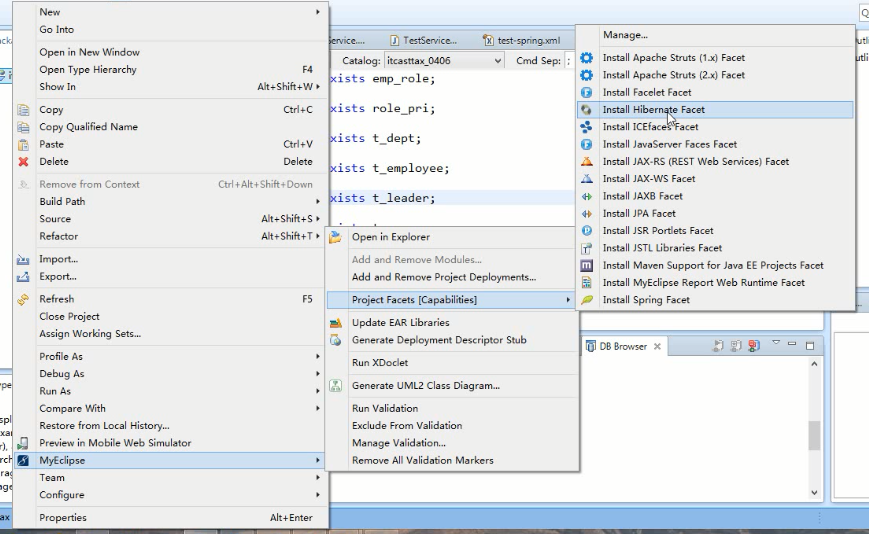 New
Go Into
Open in New Window
Open Type Hierarchy F4
Show In Alt+Shift+W
Copy Ctrl+C
Copy Qualified Name
Paste Ctrl+V
Delete Delete
Remove from Context Ctrl+Alt+Shift+Down
Build Path
Source Alt+Shift+S
Refactor Alt+Shift+T
Import...
Export...
Refresh F5
Close Project
Assign Working Sets...
Profile As
Debug As
Run As
Compare With
Restore from Local History...
Preview in Mobile Web Simulator
MyEclipse
Team
Configure
Properties Alt+Enter
Service.... TestService... test-spring.xml
Catalog: itcasttax_0406 Cmd Sep: ;
xists emp_role;
xists role_pri;
xists t_dept;
xists t_employee;
xists t_leader;
Open in Explorer
Add and Remove Modules...
Add and Remove Project Deployments...
Project Facets [Capabilities]
Update EAR Libraries
Generate Deployment Descriptor Stub
Run XDoclet
Generate UML2 Class Diagram...
Run Validation
Exclude From Validation
Manage Validation...
Remove All Validation Markers
Manage...
Install Apache Struts (1.x) Facet
Install Apache Struts (2.x) Facet
Install Facelet Facet
Install Hibernate Facet
Install ICEfaces Facet
Install JavaServer Faces Facet
Install JAX-RS (REST Web Services) Facet
Install JAX-WS Facet
Install JAXB Facet
Install JPA Facet
Install JSR Portlets Facet
Install JSTL Libraries Facet
Install Maven Support for Java EE Projects Facet
Install MyEclipse Report Web Runtime Facet
Install Spring Facet
DB Browser